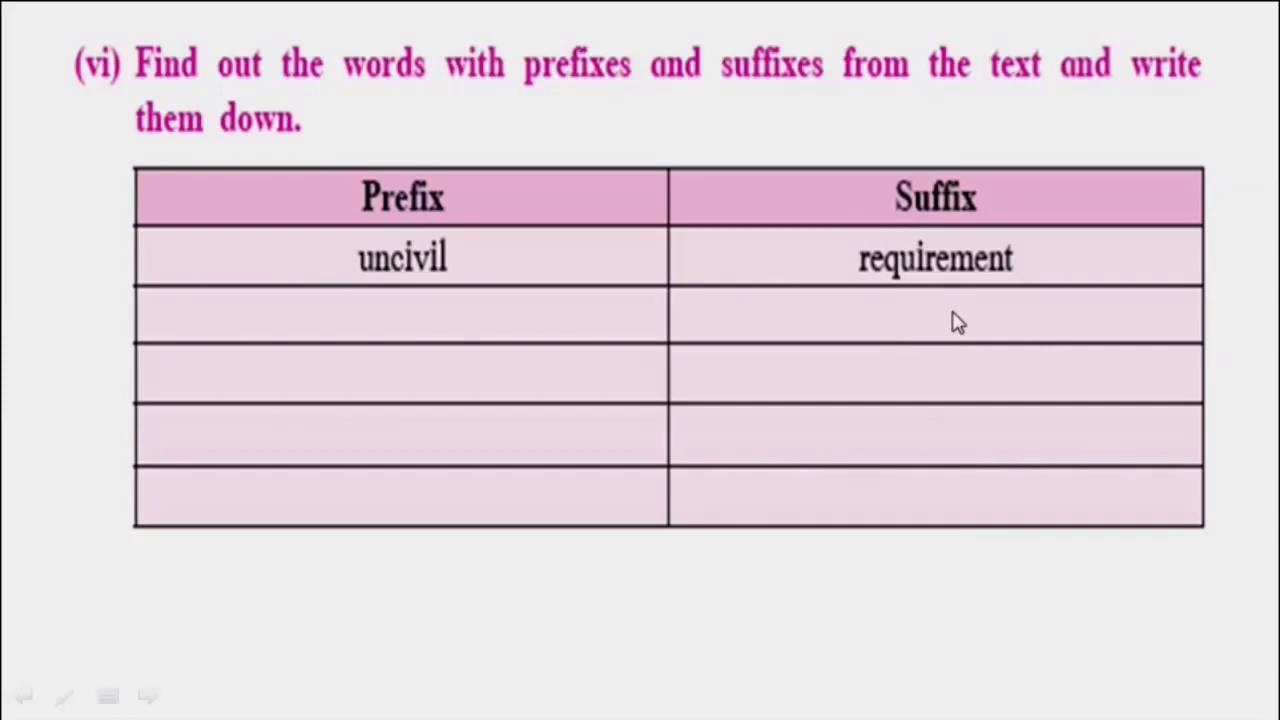 (vi) Find out the words with prefixes and suffixes from the text and write
them down.
Prefix Suffix
uncivil requirement